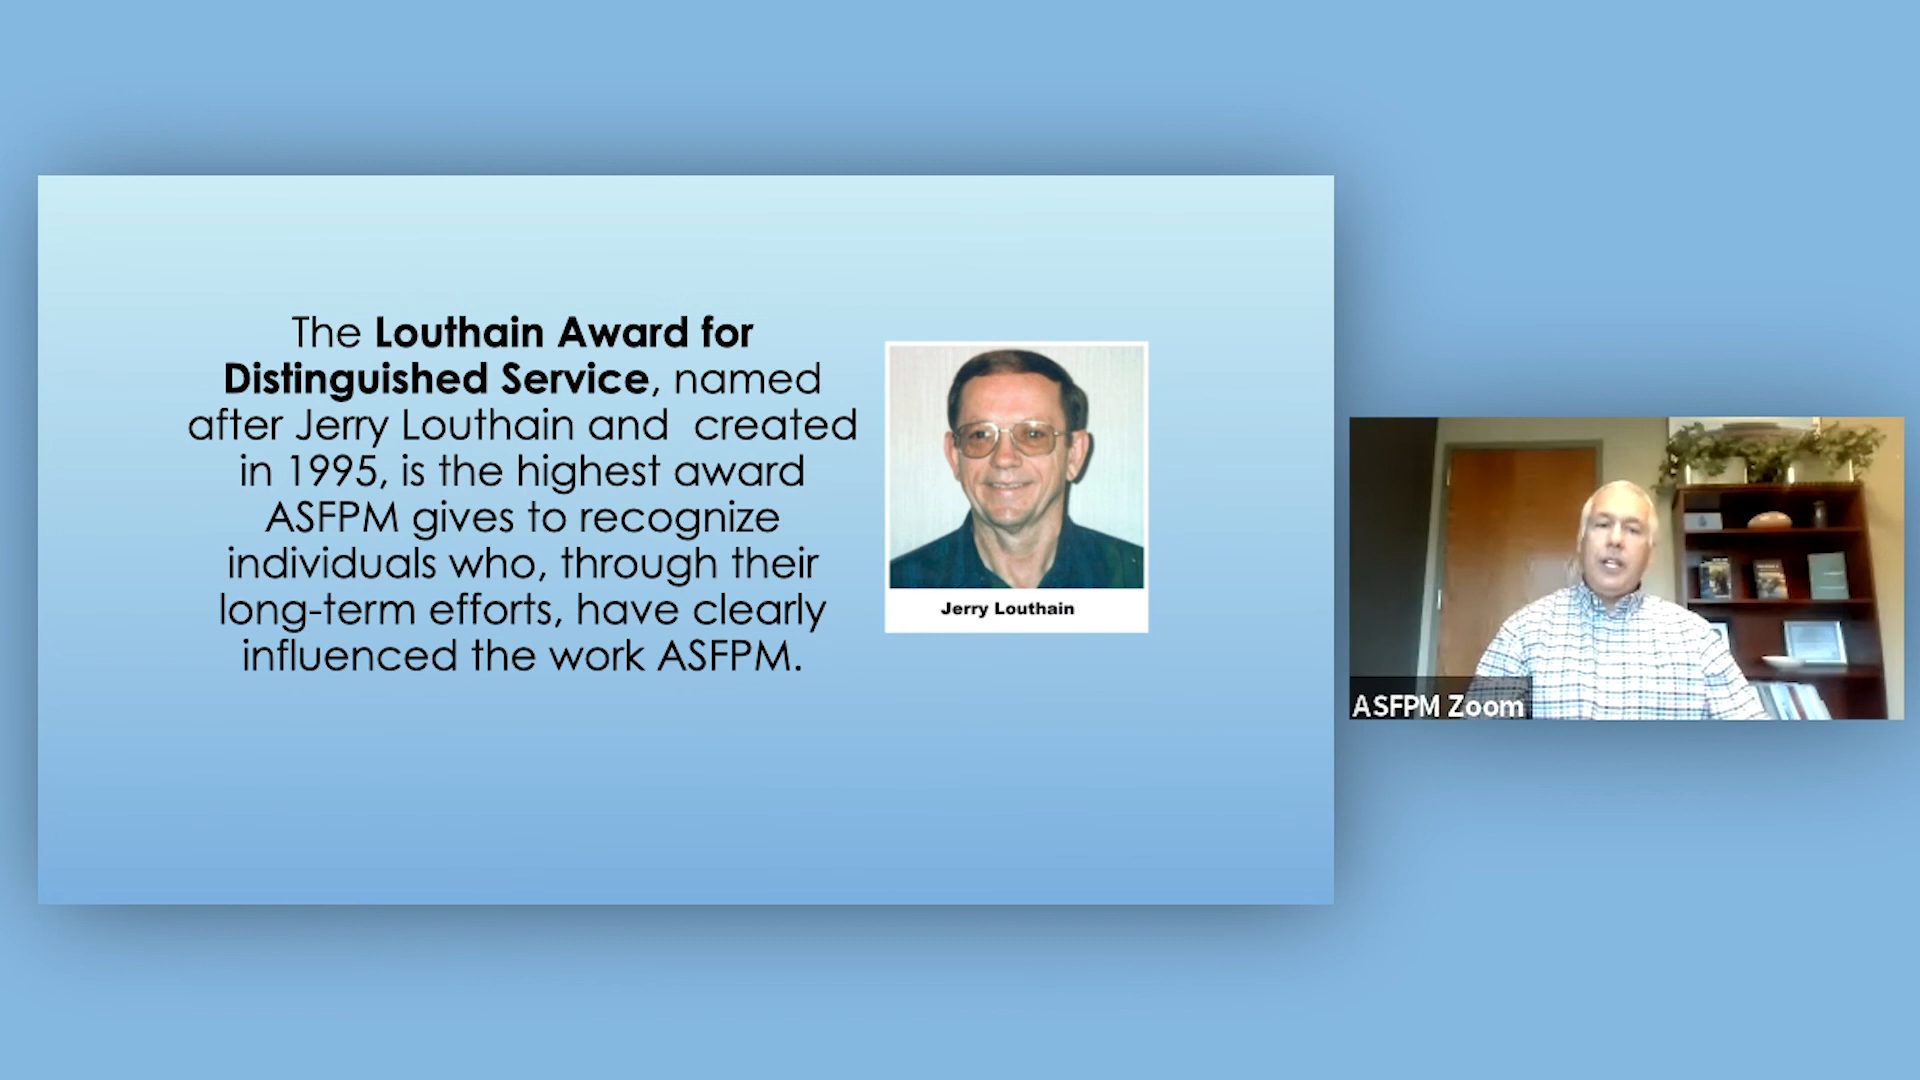 The Louthain Award for
Distinguished Service, named
after Jerry Louthain and  created
in 1995, is the highest award
ASFPM gives to recognize
individuals who, through their
long-term efforts, have clearly
influenced the work ASFPM.
Jerry Louthain
ASFPM Zoom